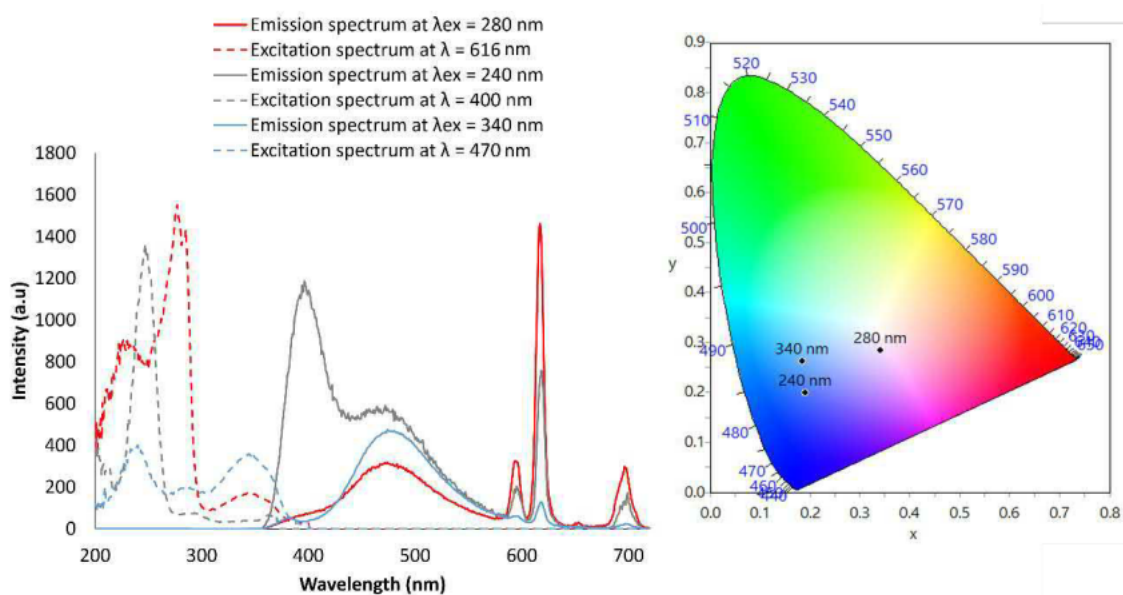 Emission spectrum at λex = 280 nm
Excitation spectrum at λ = 616 nm
Emission spectrum at λex = 240 nm
Excitation spectrum at λ = 400 nm
Emission spectrum at λex = 340 nm
Excitation spectrum at λ = 470 nm
1800
1600
1400
1200
1000
800
600
400
200
0
Intensity (a.u)
200 300 400 500 600 700
Wavelength (nm)
0.9
0.8
0.7
0.6
0.5
0.4
0.3
0.2
0.1
0.0
y
0.0 0.1 0.2 0.3 0.4 0.5 0.6 0.7 0.8
x
520
530
540
550
560
570
580
590
600
610
620
630
510
500
490
480
470
460
340 nm
280 nm
240 nm